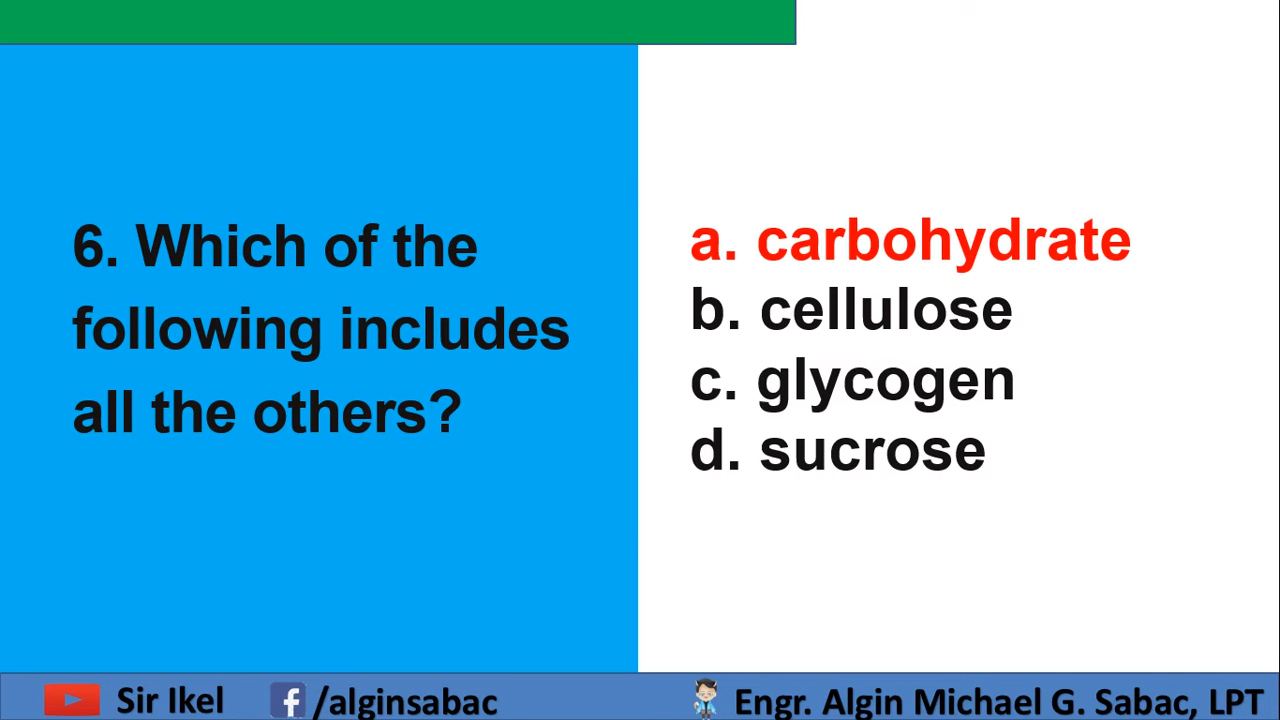 6. Which of the
following includes
all the others?
a. carbohydrate
b. cellulose
c. glycogen
d. sucrose
Sir Ikel
/alginsabac
Engr. Algin Michael G. Sabac, LPT